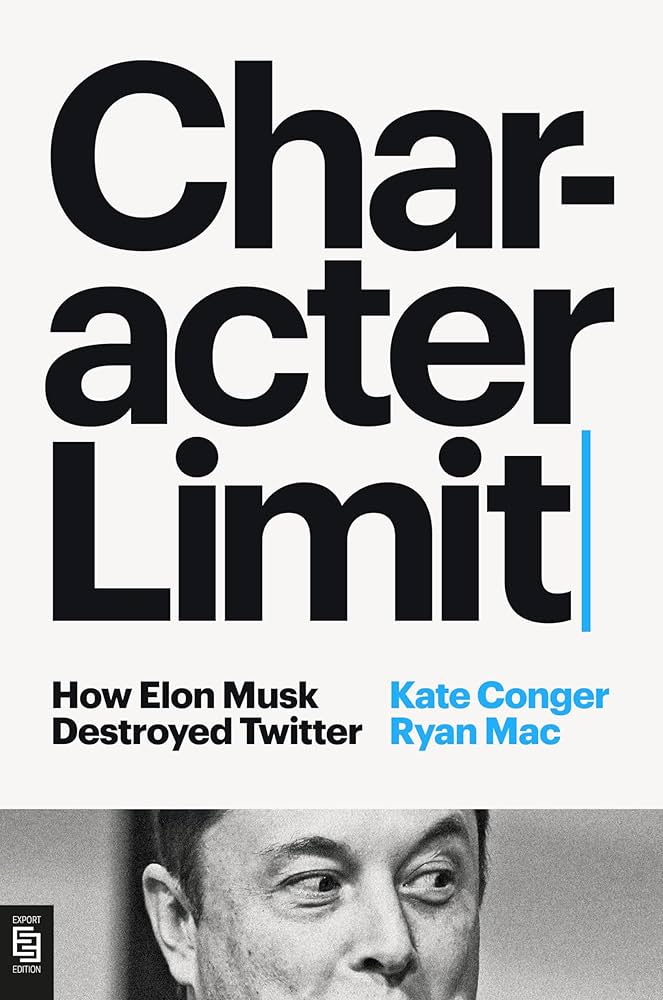 Char-
acter
Limit
How Elon Musk
Destroyed Twitter
Kate Conger
Ryan Mac
EXPORT
EDITION